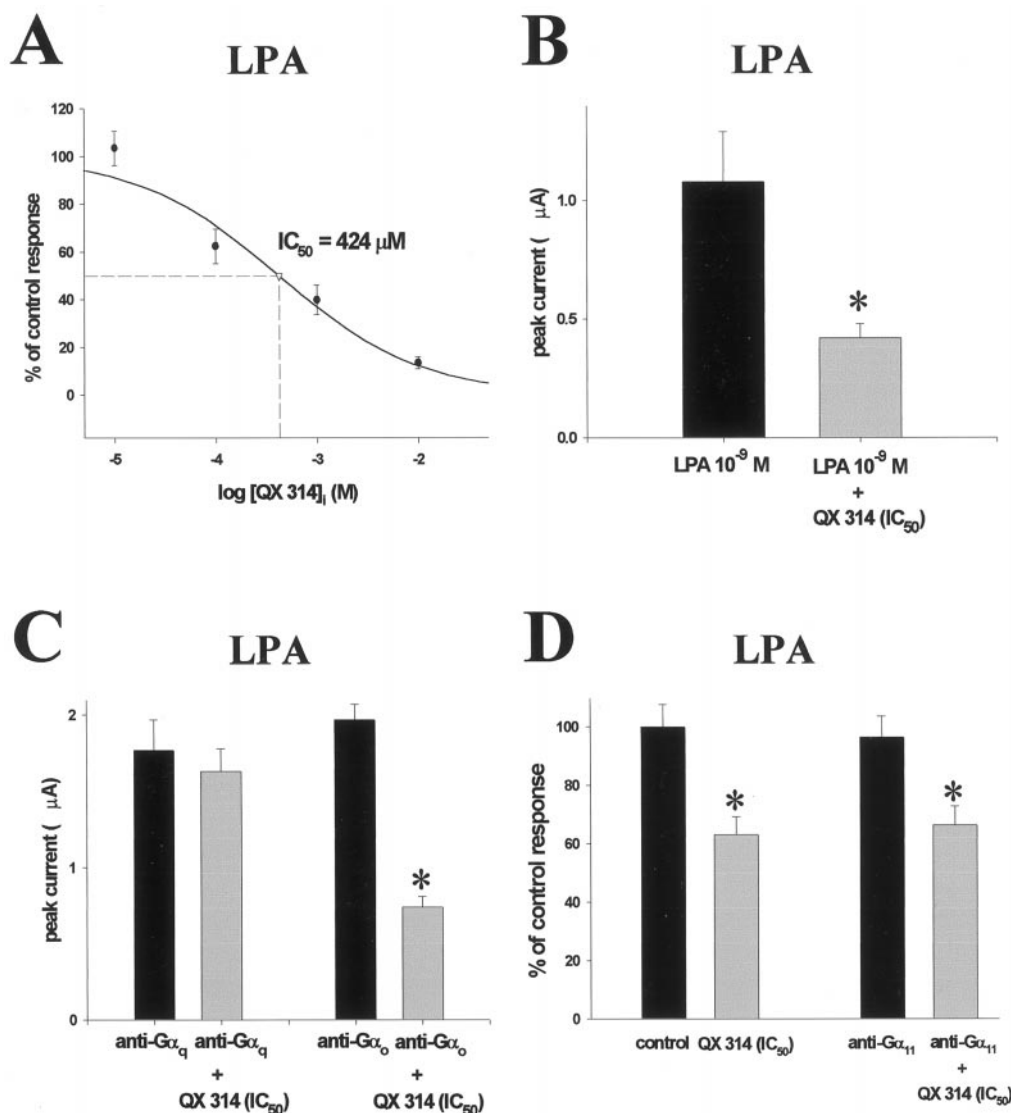 A
LPA
120
100
80
60
40
20
0
% of control response
IC50 = 424 μM
-5 -4 -3 -2
log [QX 314]i (M)
B
LPA
1.0
0.5
0.0
peak current ( μA)
*
LPA 10-9 M LPA 10-9 M
+
QX 314 (IC50)
C
LPA
2
1
0
peak current ( μA)
*
anti-Gαq anti-Gαq anti-Gαo anti-Gαo
+ +
QX 314 (IC50) QX 314 (IC50)
D
LPA
100
80
60
40
20
0
% of control response
* *
control QX 314 (IC50) anti-Gα11 anti-Gα11
+
QX 314 (IC50)